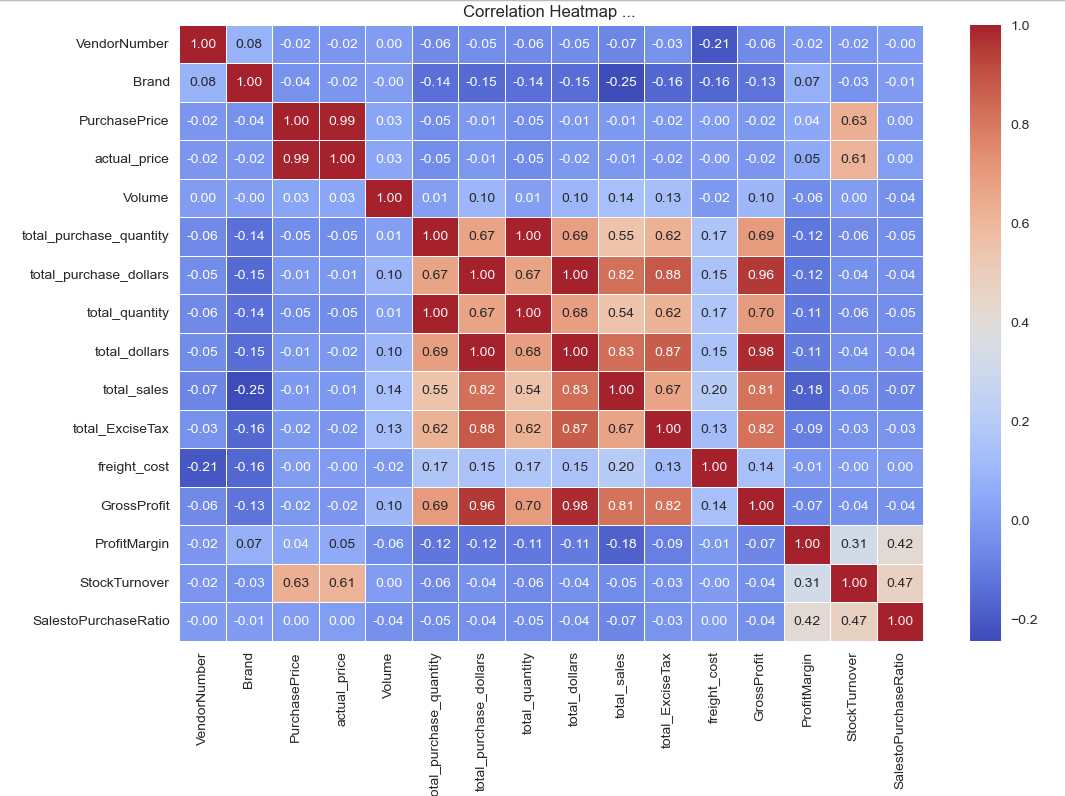 Correlation Heatmap ...
VendorNumber 1.00 0.08 -0.02 -0.02 0.00 -0.06 -0.05 -0.06 -0.05 -0.07 -0.03 -0.21 -0.06 -0.02 -0.02 -0.00
Brand 0.08 1.00 -0.04 -0.02 -0.00 -0.14 -0.15 -0.14 -0.15 -0.25 -0.16 -0.16 -0.13 0.07 -0.03 -0.01
PurchasePrice -0.02 -0.04 1.00 0.99 0.03 -0.05 -0.01 -0.05 -0.01 -0.01 -0.02 -0.00 -0.02 0.04 0.63 0.00
actual_price -0.02 -0.02 0.99 1.00 0.03 -0.05 -0.01 -0.05 -0.02 -0.01 -0.02 -0.00 -0.02 0.05 0.61 0.00
Volume 0.00 -0.00 0.03 0.03 1.00 0.01 0.10 0.01 0.10 0.14 0.13 -0.02 0.10 -0.06 0.00 -0.04
total_purchase_quantity -0.06 -0.14 -0.05 -0.05 0.01 1.00 0.67 1.00 0.69 0.55 0.62 0.17 0.69 -0.12 -0.06 -0.05
total_purchase_dollars -0.05 -0.15 -0.01 -0.01 0.10 0.67 1.00 0.67 1.00 0.82 0.88 0.15 0.96 -0.12 -0.04 -0.04
total_quantity -0.06 -0.14 -0.05 -0.05 0.01 1.00 0.67 1.00 0.68 0.54 0.62 0.17 0.70 -0.11 -0.06 -0.05
total_dollars -0.05 -0.15 -0.01 -0.02 0.10 0.69 1.00 0.68 1.00 0.83 0.87 0.15 0.98 -0.11 -0.04 -0.04
total_sales -0.07 -0.25 -0.01 -0.01 0.14 0.55 0.82 0.54 0.83 1.00 0.67 0.20 0.81 -0.18 -0.05 -0.07
total_ExciseTax -0.03 -0.16 -0.02 -0.02 0.13 0.62 0.88 0.62 0.87 0.67 1.00 0.13 0.82 -0.09 -0.03 -0.03
freight_cost -0.21 -0.16 -0.00 -0.00 -0.02 0.17 0.15 0.17 0.15 0.20 0.13 1.00 0.14 -0.01 -0.00 0.00
GrossProfit -0.06 -0.13 -0.02 -0.02 0.10 0.69 0.96 0.70 0.98 0.81 0.82 0.14 1.00 -0.07 -0.04 -0.04
ProfitMargin -0.02 0.07 0.04 0.05 -0.06 -0.12 -0.12 -0.11 -0.11 -0.18 -0.09 -0.01 -0.07 1.00 0.31 0.42
StockTurnover -0.02 -0.03 0.63 0.61 0.00 -0.06 -0.04 -0.06 -0.04 -0.05 -0.03 -0.00 -0.04 0.31 1.00 0.47
SalestoPurchaseRatio -0.00 -0.01 0.00 0.00 -0.04 -0.05 -0.04 -0.05 -0.04 -0.07 -0.03 0.00 -0.04 0.42 0.47 1.00
VendorNumber
Brand
PurchasePrice
actual_price
Volume
otal_purchase_quantity
total_purchase_dollars
total_quantity
total_dollars
total_sales
total_ExciseTax
freight_cost
GrossProfit
ProfitMargin
StockTurnover
SalestoPurchaseRatio
1.0
0.8
0.6
0.4
0.2
0.0
−0.2